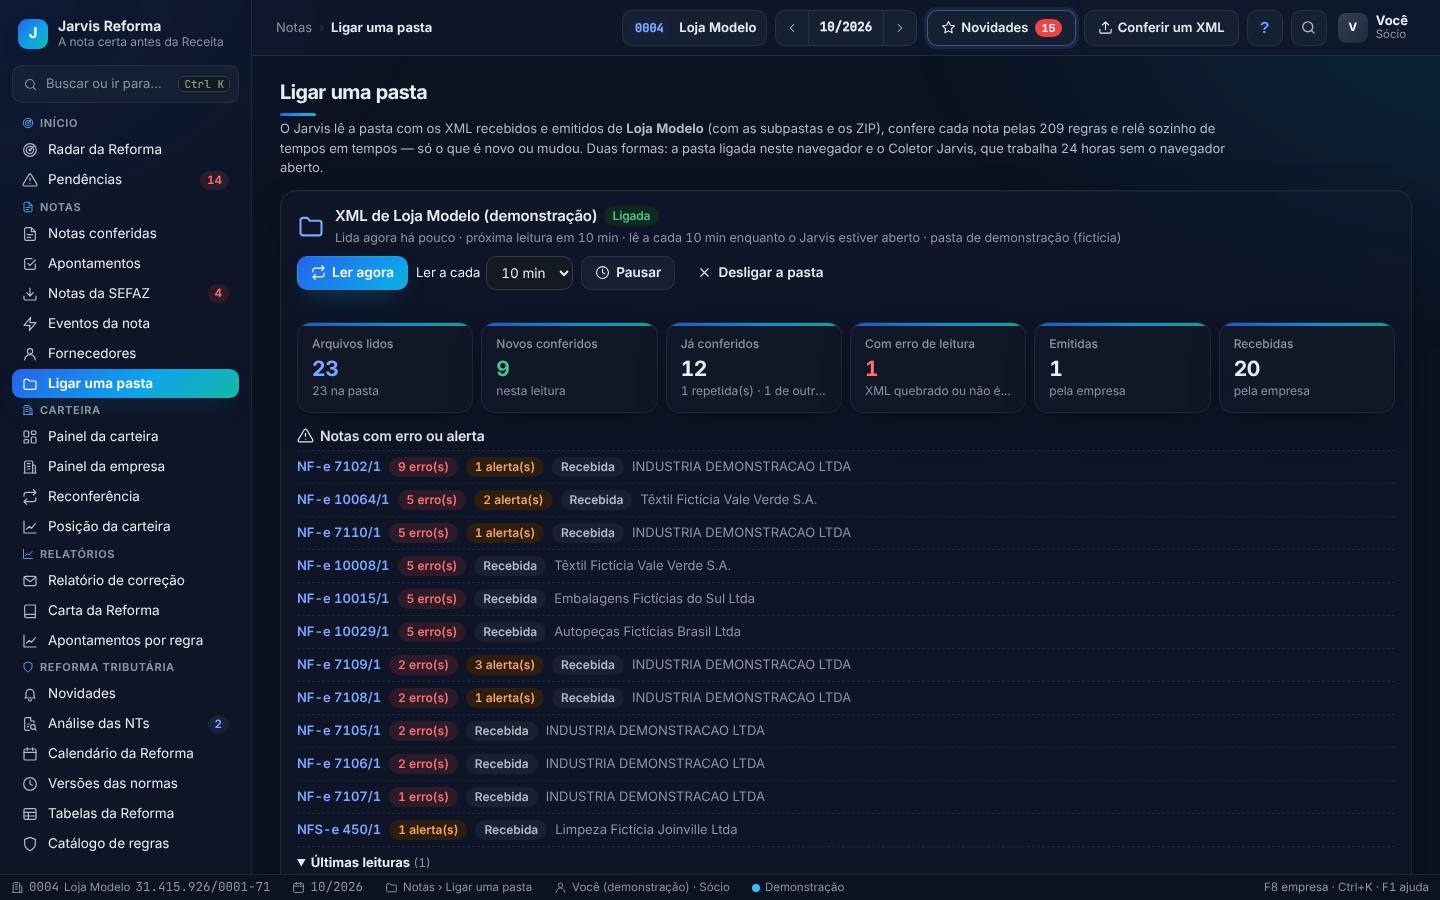 J Jarvis Reforma
A nota certa antes da Receita
Buscar ou ir para... Ctrl K
INÍCIO
Radar da Reforma
Pendências 14
NOTAS
Notas conferidas
Apontamentos
Notas da SEFAZ 4
Eventos da nota
Fornecedores
Ligar uma pasta
CARTEIRA
Painel da carteira
Painel da empresa
Reconferência
Posição da carteira
RELATÓRIOS
Relatório de correção
Carta da Reforma
Apontamentos por regra
REFORMA TRIBUTÁRIA
Novidades
Análise das NTs 2
Calendário da Reforma
Versões das normas
Tabelas da Reforma
Catálogo de regras
Notas › Ligar uma pasta
0004 Loja Modelo
‹ 10/2026 ›
Novidades 15
Conferir um XML
?
V Você
Sócio
Ligar uma pasta
O Jarvis lê a pasta com os XML recebidos e emitidos de Loja Modelo (com as subpastas e os ZIP), confere cada nota pelas 209 regras e relê sozinho de
tempos em tempos — só o que é novo ou mudou. Duas formas: a pasta ligada neste navegador e o Coletor Jarvis, que trabalha 24 horas sem o navegador
aberto.
XML de Loja Modelo (demonstração) Ligada
Lida agora há pouco · próxima leitura em 10 min · lê a cada 10 min enquanto o Jarvis estiver aberto · pasta de demonstração (fictícia)
Ler agora Ler a cada 10 min Pausar Desligar a pasta
Arquivos lidos
23
23 na pasta
Novos conferidos
9
nesta leitura
Já conferidos
12
1 repetida(s) · 1 de outr...
Com erro de leitura
1
XML quebrado ou não é...
Emitidas
1
pela empresa
Recebidas
20
pela empresa
Notas com erro ou alerta
NF-e 7102/1 9 erro(s) 1 alerta(s) Recebida INDUSTRIA DEMONSTRACAO LTDA
NF-e 10064/1 5 erro(s) 2 alerta(s) Recebida Têxtil Fictícia Vale Verde S.A.
NF-e 7110/1 5 erro(s) 1 alerta(s) Recebida INDUSTRIA DEMONSTRACAO LTDA
NF-e 10008/1 5 erro(s) Recebida Têxtil Fictícia Vale Verde S.A.
NF-e 10015/1 5 erro(s) Recebida Embalagens Fictícias do Sul Ltda
NF-e 10029/1 5 erro(s) Recebida Autopeças Fictícias Brasil Ltda
NF-e 7109/1 2 erro(s) 3 alerta(s) Recebida INDUSTRIA DEMONSTRACAO LTDA
NF-e 7108/1 2 erro(s) 1 alerta(s) Recebida INDUSTRIA DEMONSTRACAO LTDA
NF-e 7105/1 2 erro(s) Recebida INDUSTRIA DEMONSTRACAO LTDA
NF-e 7106/1 2 erro(s) Recebida INDUSTRIA DEMONSTRACAO LTDA
NF-e 7107/1 1 erro(s) Recebida INDUSTRIA DEMONSTRACAO LTDA
NFS-e 450/1 1 alerta(s) Recebida Limpeza Fictícia Joinville Ltda
▼ Últimas leituras (1)
0004 Loja Modelo 31.415.926/0001-71 10/2026 Notas › Ligar uma pasta Você (demonstração) · Sócio Demonstração F8 empresa · Ctrl+K · F1 ajuda